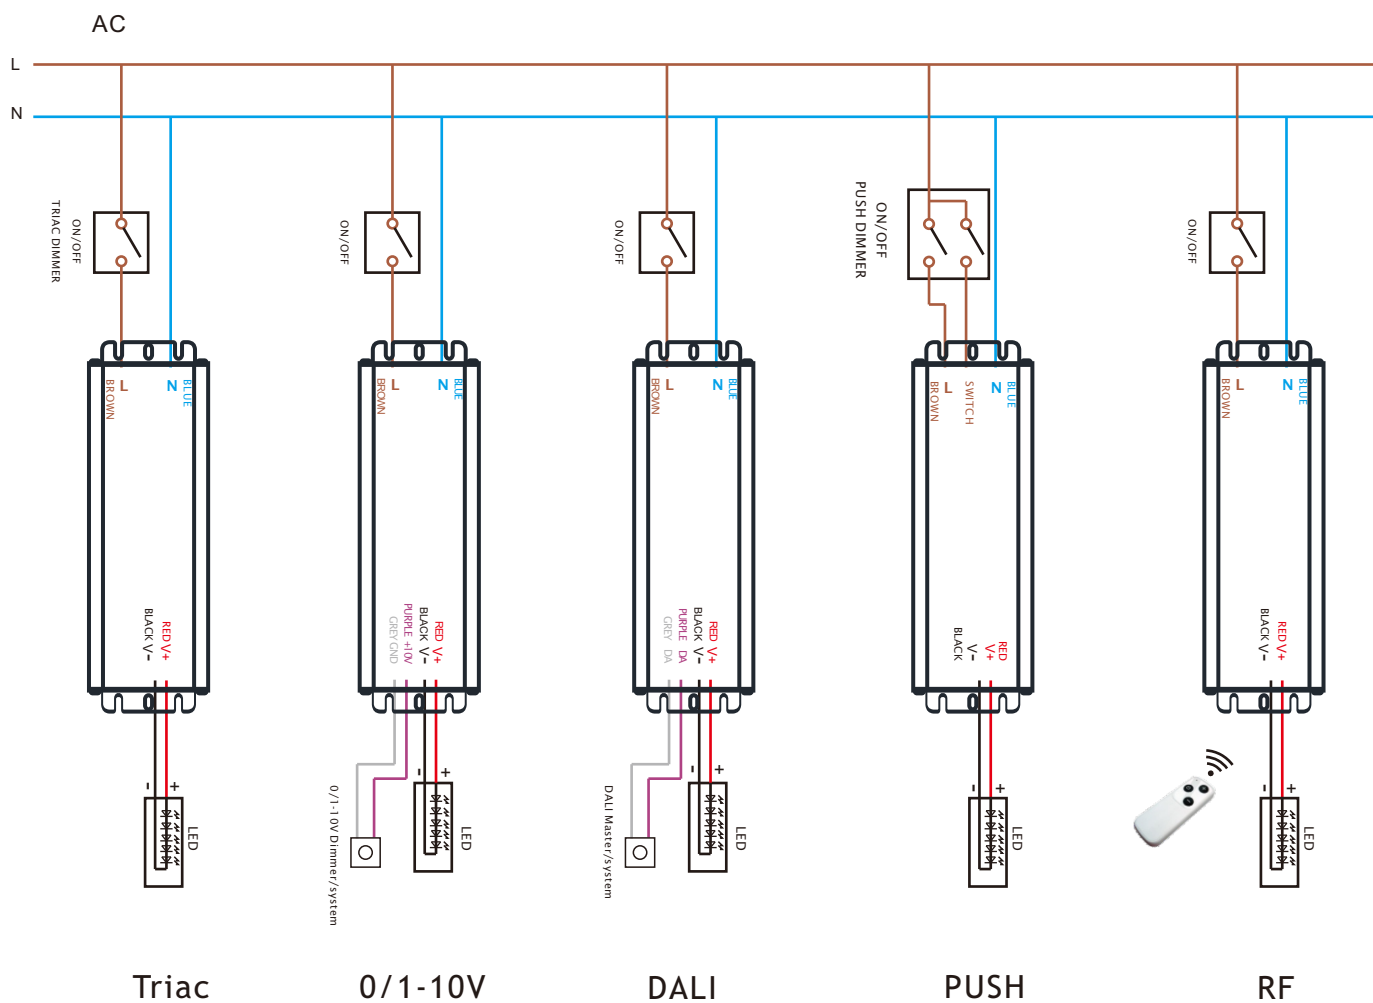 AC
L
N
TRIAC DIMMER
ON/OFF
ON/OFF
ON/OFF
PUSH DIMMER
ON/OFF
ON/OFF
BROWN
L
N
BLUE
BROWN
L
N
BLUE
BROWN
L
N
BLUE
BROWN
L
SWITCH
N
BLUE
BROWN
L
N
BLUE
BLACK V-
RED V+
GREY GND
PURPLE +10V
BLACK V-
RED V+
GREY DA
PURPLE DA
BLACK V-
RED V+
BLACK
V-
V+
RED
BLACK V-
RED V+
- +
LED
0/1-10V Dimmer/system
- +
LED
DALI Master/system
- +
LED
- +
LED
- +
LED
Triac
0/1-10V
DALI
PUSH
RF